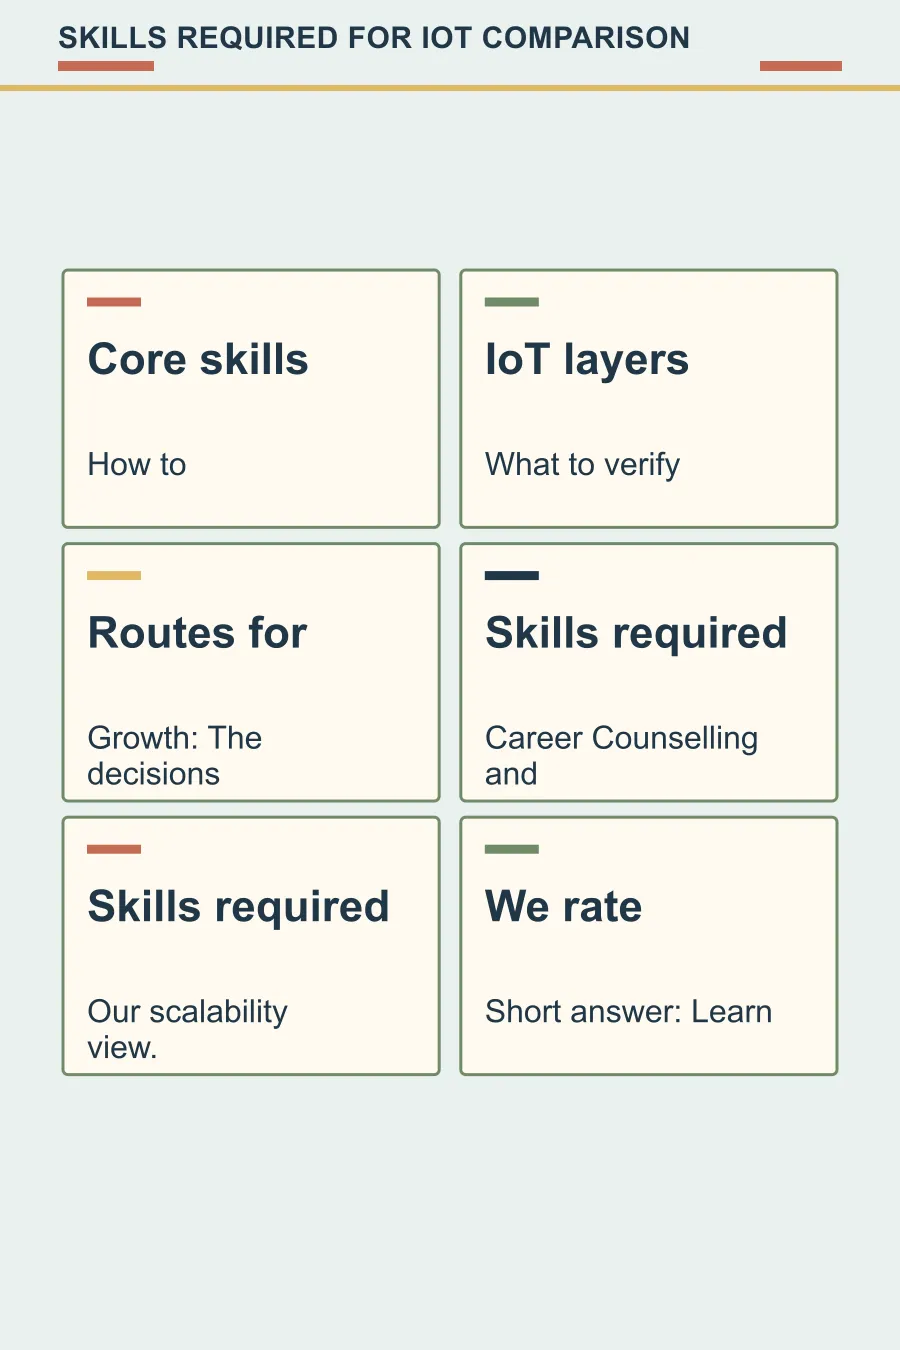 SKILLS REQUIRED FOR IOT COMPARISON
Core skills
How to
IoT layers
What to verify
Routes for
Growth: The
decisions
Skills required
Career Counselling
and
Skills required
Our scalability
view.
We rate
Short answer: Learn